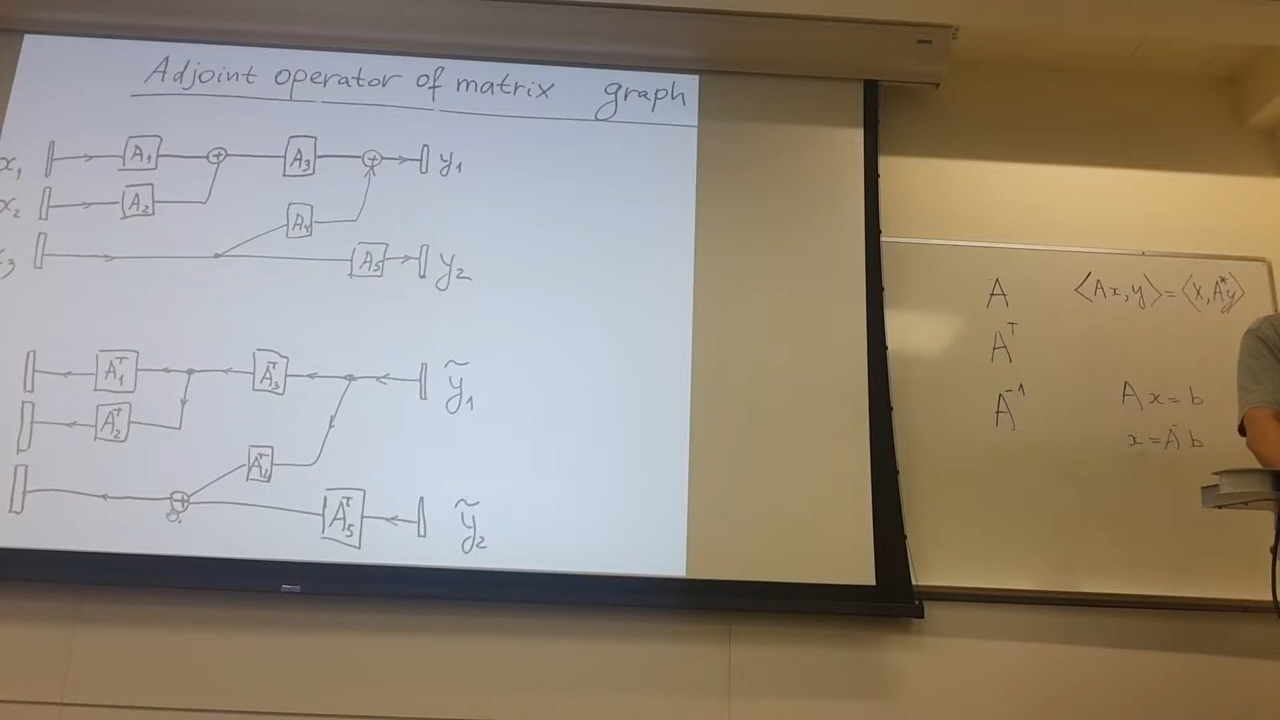 Adjoint operator of matrix graph
x₁ A₁ + A₃ + y₁
x₂ A₂
A₄
A₅ y₂
A₁ᵀ A₃ᵀ ỹ₁
A₂ᵀ
A₄ᵀ
+ A₅ᵀ ỹ₂
A ⟨Ax,y⟩=⟨x,A*y⟩
Aᵀ
A⁻¹ Ax=b